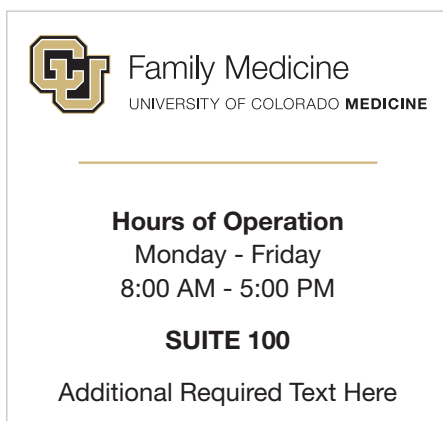 CU
Family Medicine
UNIVERSITY OF COLORADO MEDICINE
Hours of Operation
Monday - Friday
8:00 AM - 5:00 PM
SUITE 100
Additional Required Text Here